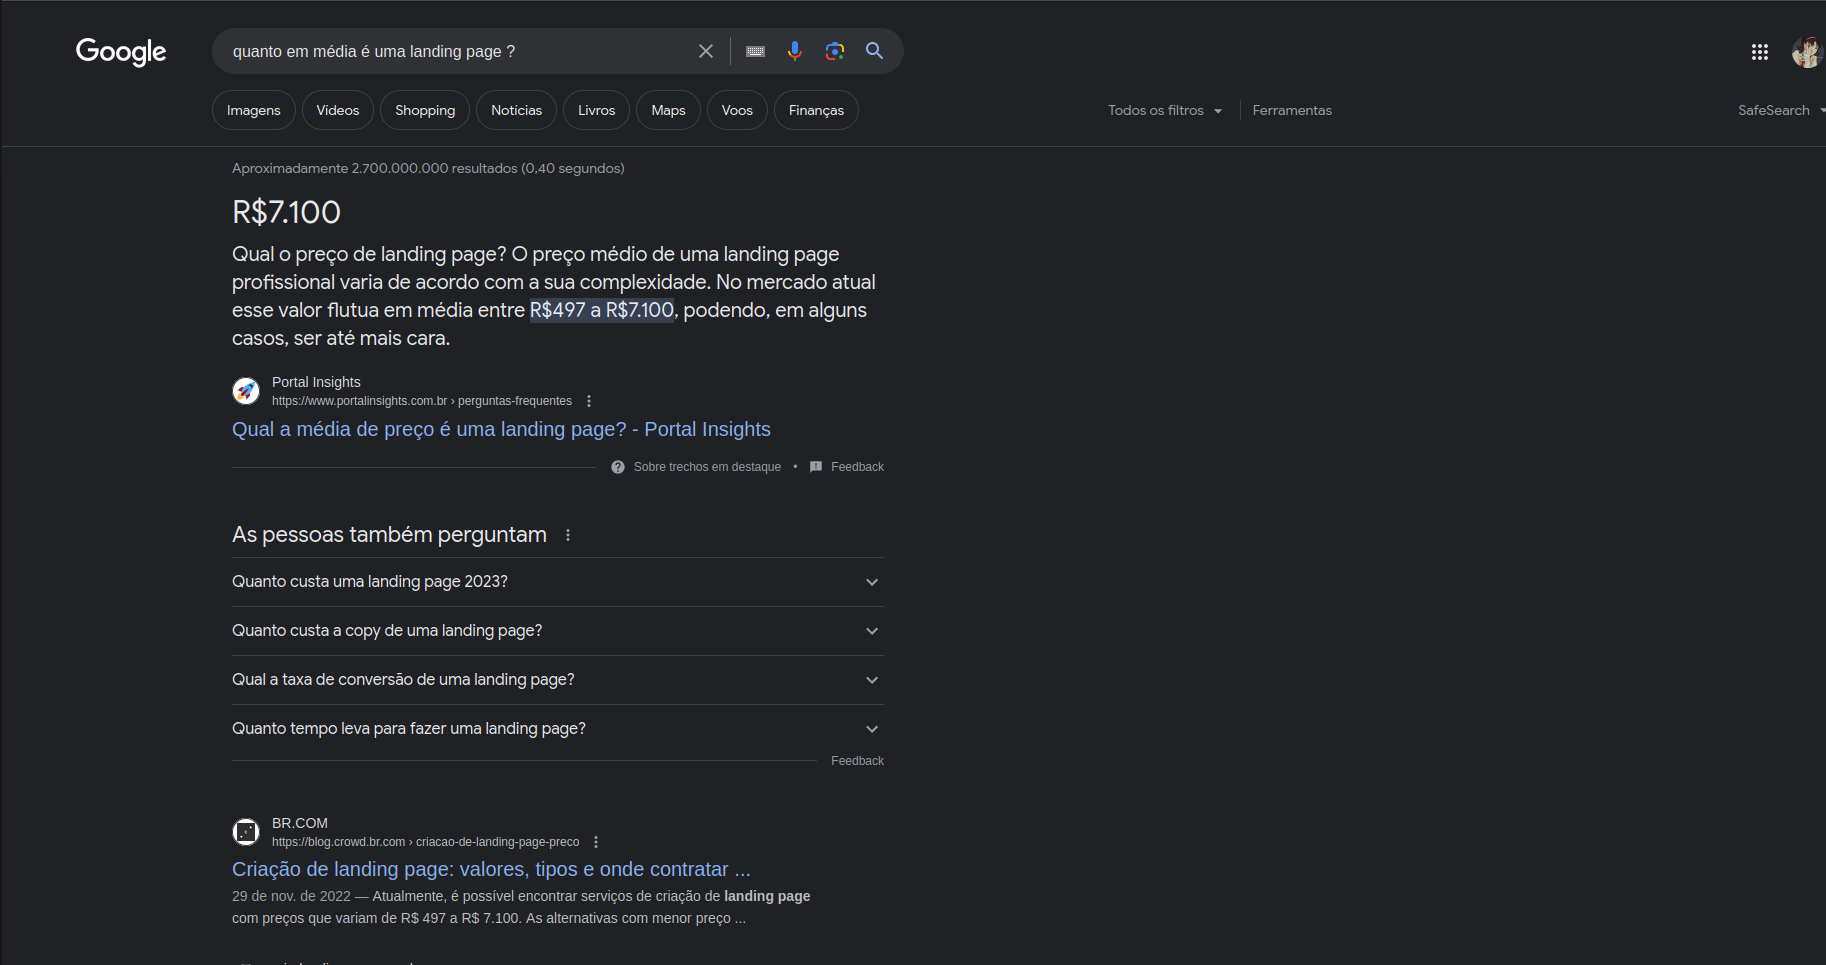 Google
quanto em média é uma landing page ?
Imagens Vídeos Shopping Notícias Livros Maps Voos Finanças Todos os filtros Ferramentas SafeSearch
Aproximadamente 2.700.000.000 resultados (0,40 segundos)
R$7.100
Qual o preço de landing page? O preço médio de uma landing page
profissional varia de acordo com a sua complexidade. No mercado atual
esse valor flutua em média entre R$497 a R$7.100, podendo, em alguns
casos, ser até mais cara.
Portal Insights
https://www.portalinsights.com.br › perguntas-frequentes
Qual a média de preço é uma landing page? - Portal Insights
Sobre trechos em destaque • Feedback
As pessoas também perguntam
Quanto custa uma landing page 2023?
Quanto custa a copy de uma landing page?
Qual a taxa de conversão de uma landing page?
Quanto tempo leva para fazer uma landing page?
Feedback
BR.COM
https://blog.crowd.br.com › criacao-de-landing-page-preco
Criação de landing page: valores, tipos e onde contratar ...
29 de nov. de 2022 — Atualmente, é possível encontrar serviços de criação de landing page
com preços que variam de R$ 497 a R$ 7.100. As alternativas com menor preço ...